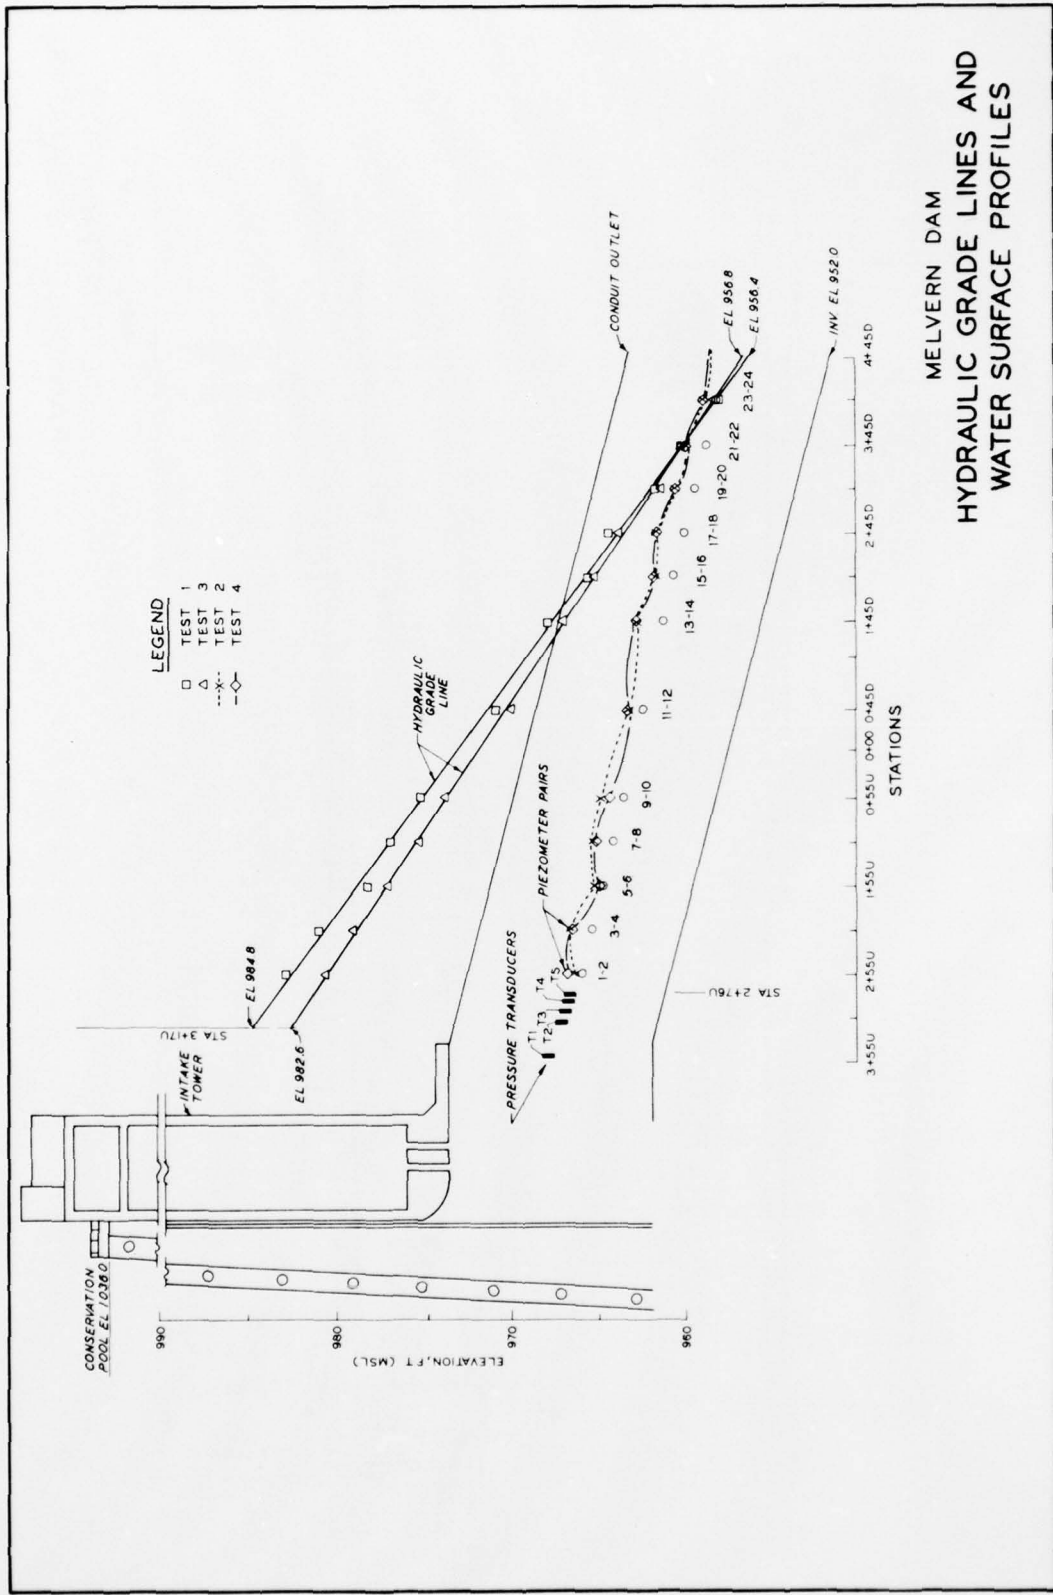 CONSERVATION
POOL EL 1036.0
INTAKE
TOWER
STA 3+17U
EL 984.8
EL 982.6
LEGEND
□ TEST 1
△ TEST 3
--x-- TEST 2
—◇— TEST 4
HYDRAULIC
GRADE
LINE
CONDUIT OUTLET
PRESSURE TRANSDUCERS
T1
T2
T3
T4
T5
PIEZOMETER PAIRS
1-2
3-4
5-6
7-8
9-10
11-12
13-14
15-16
17-18
19-20
21-22
23-24
EL 956.8
EL 956.4
INV. EL 952.0
STA 2+76U
990
980
970
960
ELEVATION, FT (MSL)
3+55U
2+55U
1+55U
0+55U
0+00
0+45D
1+45D
2+45D
3+45D
4+45D
STATIONS
MELVERN DAM
HYDRAULIC GRADE LINES AND
WATER SURFACE PROFILES